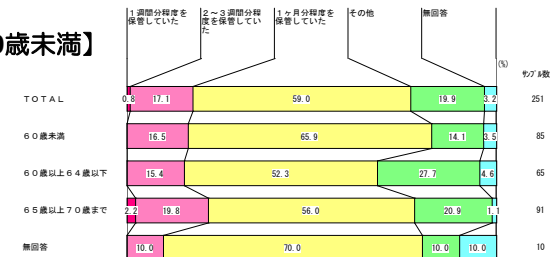 1週間分程度を
保管していた
2～3週間分程
度を保管してい
た
1ヶ月分程度を
保管していた
その他
無回答
歳未満】
(%)
ｻﾝﾌﾟﾙ数
TOTAL 0.8 17.1 59.0 19.9 3.2 251
60歳未満 16.5 65.9 14.1 3.5 85
60歳以上64歳以下 15.4 52.3 27.7 4.6 65
65歳以上70歳まで 2.2 19.8 56.0 20.9 1.1 91
無回答 10.0 70.0 10.0 10.0 10